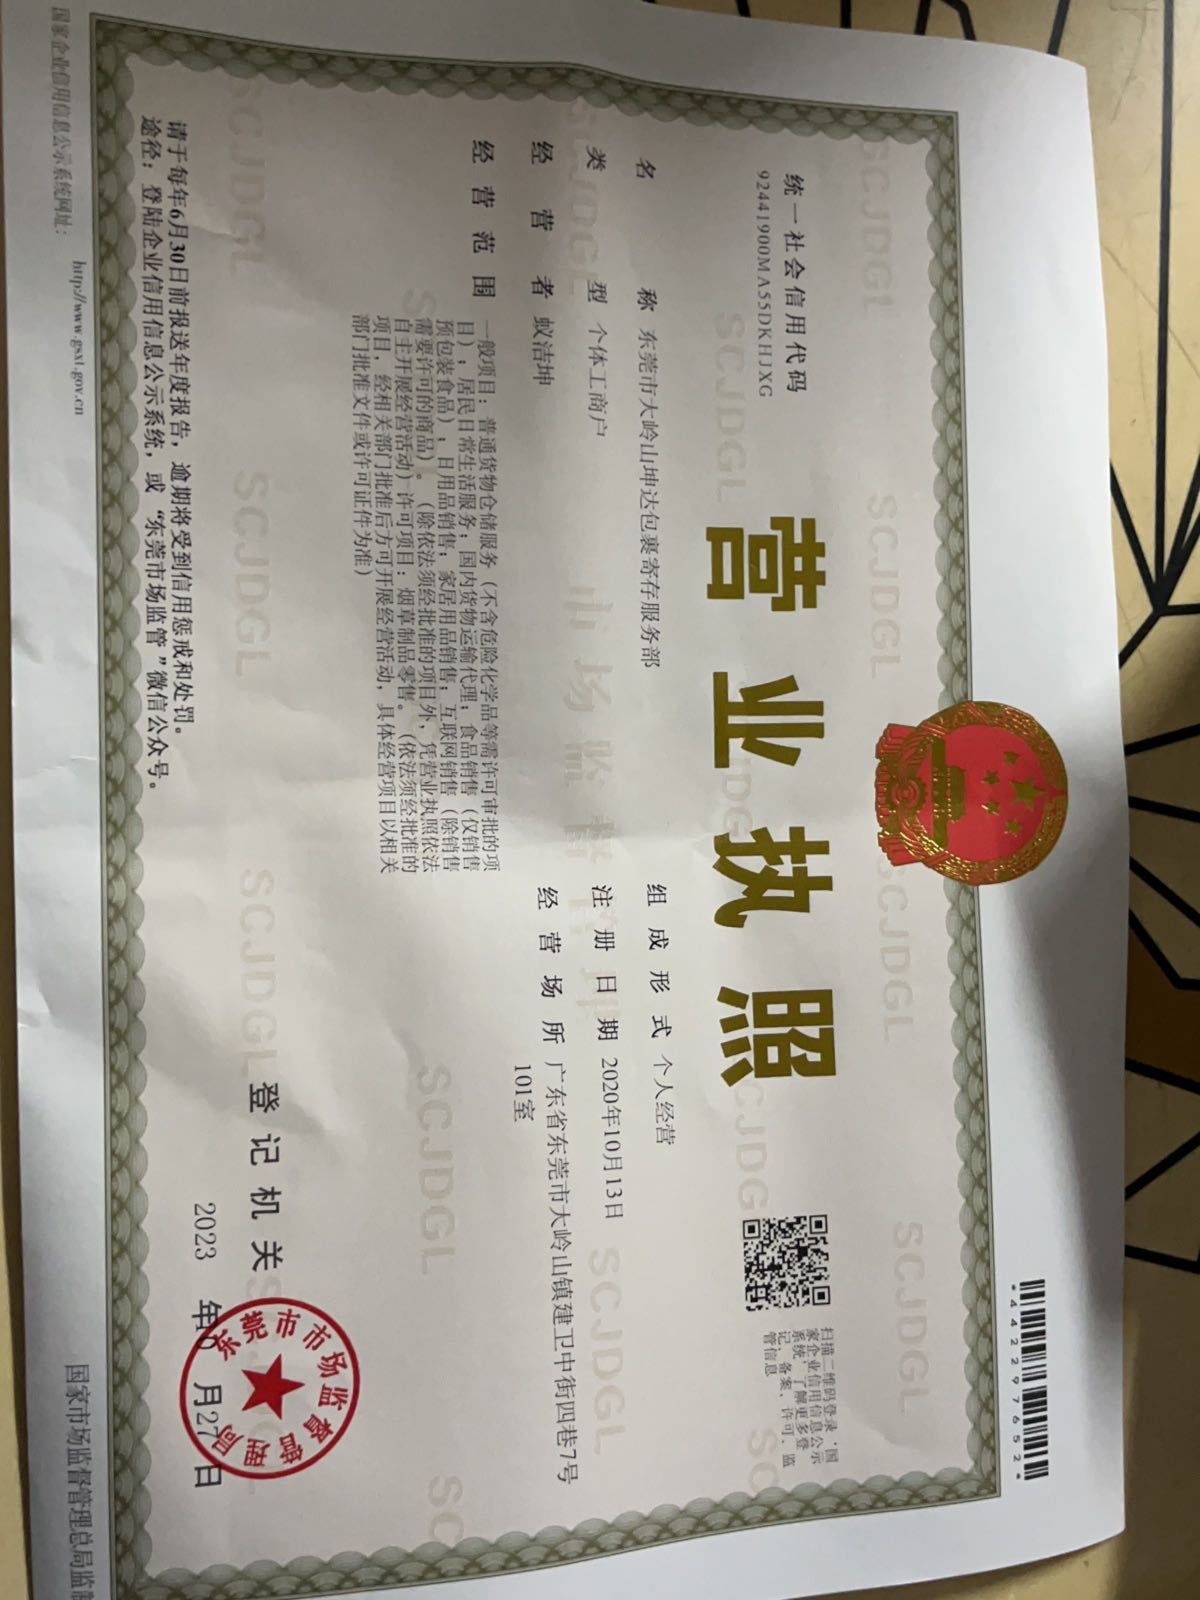 *442297652*
统一社会信用代码
92441900MA55DKHJXG
营业执照
扫描二维码登录‘国
家企业信用信息公示
系统’了解更多登
记、备案、许可、监
管信息
名称 东莞市大岭山坤达包裹寄存服务部
类型 个体工商户
经营者 蚁洁坤
经营范围 一般项目：普通货物仓储服务（不含危险化学品等需许可审批的项
目）；居民日常生活服务；国内货物运输代理；食品销售（仅销售
预包装食品）；日用品销售；家居用品销售；互联网销售（除销售
需要许可的商品）。（除依法须经批准的项目外，凭营业执照依法
自主开展经营活动）许可项目：烟草制品零售。（依法须经批准的
项目，经相关部门批准后方可开展经营活动，具体经营项目以相关
部门批准文件或许可证件为准）
组成形式 个人经营
注册日期 2020年10月13日
经营场所 广东省东莞市大岭山镇建卫中街四巷7号
101室
请于每年6月30日前报送年度报告，逾期将受到信用惩戒和处罚。
途径：登陆企业信用信息公示系统，或“东莞市场监管”微信公众号。
登记机关
东莞市市场监督管理局
2023 年 月27日
国家企业信用信息公示系统网址：
http://www.gsxt.gov.cn
国家市场监督管理总局监制
SCJDGL
市场监督管理